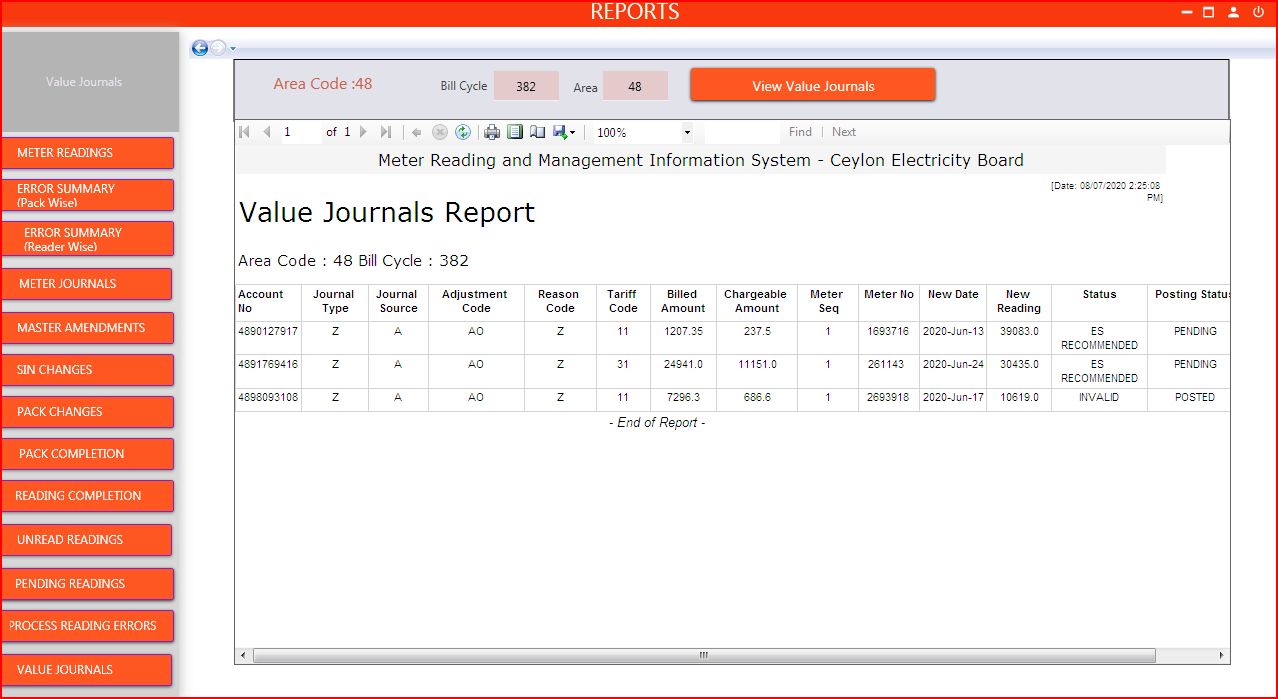 REPORTS
Value Journals
METER READINGS
ERROR SUMMARY
(Pack Wise)
ERROR SUMMARY
(Reader Wise)
METER JOURNALS
MASTER AMENDMENTS
SIN CHANGES
PACK CHANGES
PACK COMPLETION
READING COMPLETION
UNREAD READINGS
PENDING READINGS
PROCESS READING ERRORS
VALUE JOURNALS
Area Code :48 Bill Cycle 382 Area 48 View Value Journals
1 of 1 100% Find | Next
Meter Reading and Management Information System - Ceylon Electricity Board
[Date: 08/07/2020 2:25:08
PM]
Value Journals Report
Area Code : 48 Bill Cycle : 382
Account Journal Journal Adjustment Reason Tariff Billed Chargeable Meter Meter No New Date New Status Posting Status
No Type Source Code Code Code Amount Amount Seq Reading
4890127917 Z A AO Z 11 1207.35 237.5 1 1693716 2020-Jun-13 39083.0 ES PENDING
RECOMMENDED
4891769416 Z A AO Z 31 24941.0 11151.0 1 261143 2020-Jun-24 30435.0 ES PENDING
RECOMMENDED
4898093108 Z A AO Z 11 7296.3 686.6 1 2693918 2020-Jun-17 10619.0 INVALID POSTED
- End of Report -